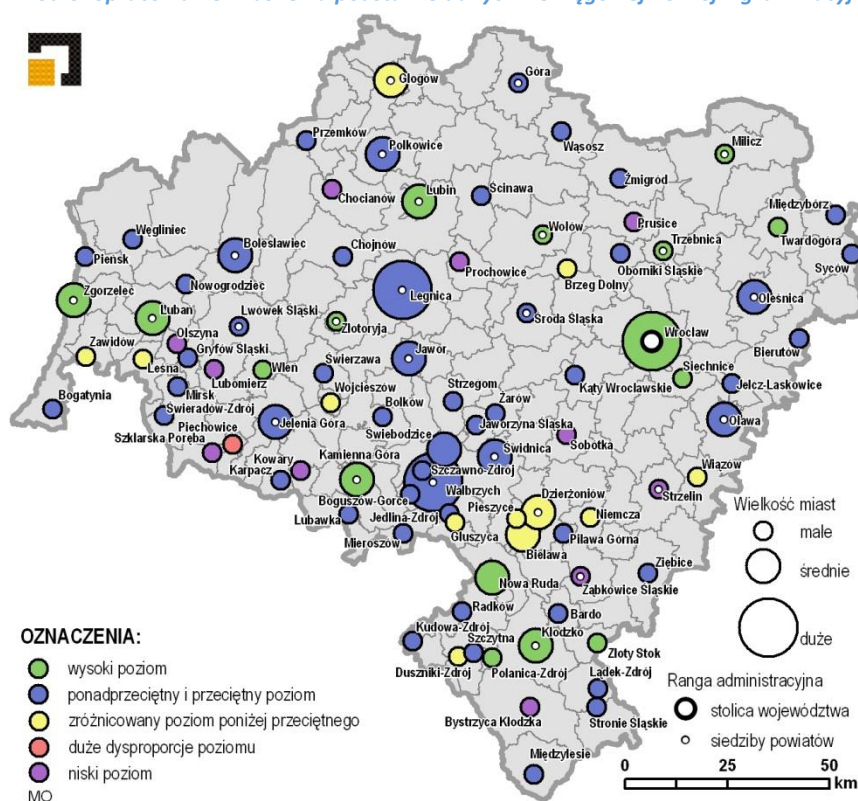 Głogów
Góra
Przemków
Polkowice
Wąsosz
Milicz
Chocianów
Lubin
Ścinawa
Żmigród
Międzybórz
Węgliniec
Bolesławiec
Chojnów
Wołów
Prusice
Trzebnica
Twardogóra
Pieńsk
Prochowice
Oborniki Śląskie
Syców
Nowogrodziec
Brzeg Dolny
Zgorzelec
Legnica
Oleśnica
Lubań
Lwówek Śląski
Środa Śląska
Olszyna
Złotoryja
Wrocław
Zawidów
Gryfów Śląski
Jawor
Bierutów
Leśna
Wleń
Świerzawa
Siechnice
Lubomierz
Kąty Wrocławskie
Jelcz-Laskowice
Bogatynia
Mirsk
Wojcieszów
Strzegom
Żarów
Świeradów-Zdrój
Bolków
Oława
Piechowice
Jelenia Góra
Jaworzyna Śląska
Szklarska Poręba
Świebodzice
Sobótka
Kowary
Kamienna Góra
Świdnica
Karpacz
Szczawno-Zdrój
Wiązów
Wałbrzych
Strzelin
Boguszów-Gorce
Dzierżoniów
Lubawka
Jedlina-Zdrój
Pieszyce
Niemcza
Mieroszów
Głuszyca
Piława Górna
Bielawa
Ziębice
Nowa Ruda
Ząbkowice Śląskie
Radków
Bardo
Kudowa-Zdrój
Szczytna
Kłodzko
Złoty Stok
Duszniki-Zdrój
Polanica-Zdrój
Lądek-Zdrój
Bystrzyca Kłodzka
Stronie Śląskie
Międzylesie
Wielkość miast
małe
średnie
duże
Ranga administracyjna
stolica województwa
siedziby powiatów
0 25 50
km
OZNACZENIA:
wysoki poziom
ponadprzeciętny i przeciętny poziom
zróżnicowany poziom poniżej przeciętnego
duże dysproporcje poziomu
niski poziom
MO